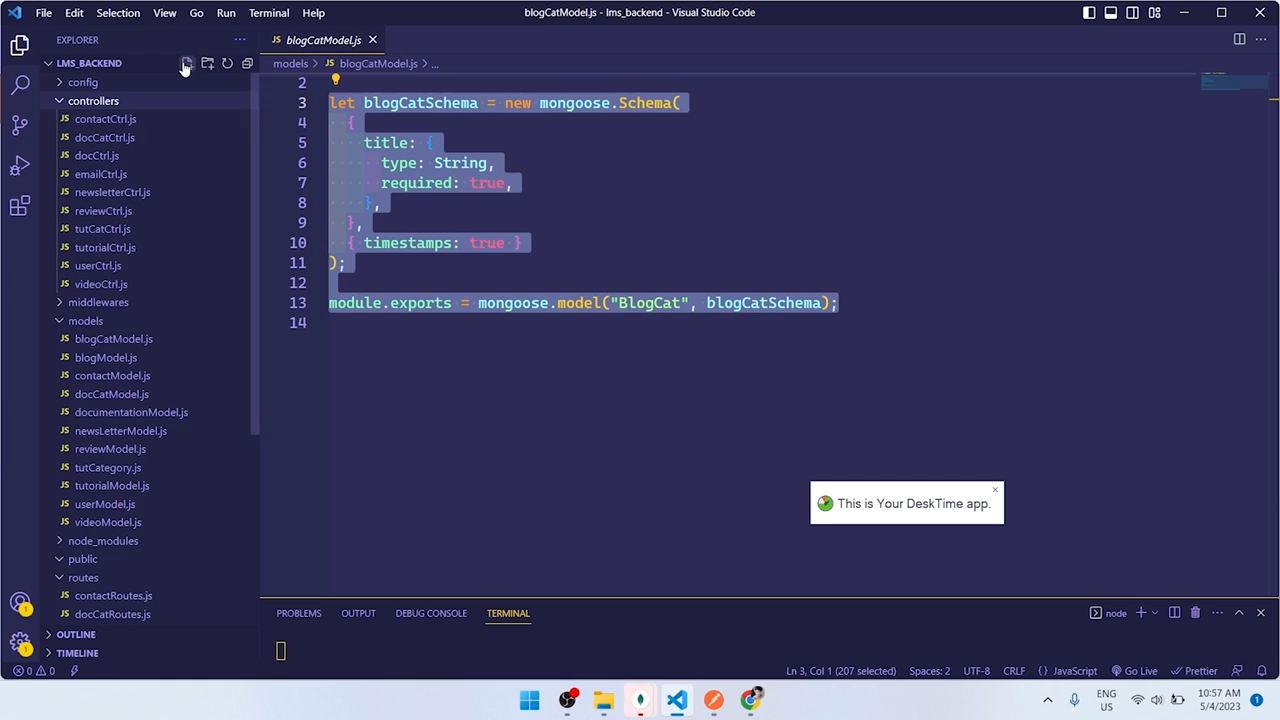 File Edit Selection View Go Run Terminal Help
blogCatModel.js - lms_backend - Visual Studio Code
EXPLORER
LMS_BACKEND
config
controllers
contactCtrl.js
docCatCtrl.js
docCtrl.js
emailCtrl.js
newsletterCtrl.js
reviewCtrl.js
tutCatCtrl.js
tutorialCtrl.js
userCtrl.js
videoCtrl.js
middlewares
models
blogCatModel.js
blogModel.js
contactModel.js
docCatModel.js
documentationModel.js
newsLetterModel.js
reviewModel.js
tutCategory.js
tutorialModel.js
userModel.js
videoModel.js
node_modules
public
routes
contactRoutes.js
docCatRoutes.js
OUTLINE
TIMELINE
JS blogCatModel.js
models > JS blogCatModel.js > ...
2
3 let blogCatSchema = new mongoose.Schema(
4 {
5 title: {
6 type: String,
7 required: true,
8 },
9 },
10 { timestamps: true }
11 );
12
13 module.exports = mongoose.model("BlogCat", blogCatSchema);
14
This is Your DeskTime app.
PROBLEMS OUTPUT DEBUG CONSOLE TERMINAL
node
0 0
Ln 3, Col 1 (207 selected) Spaces: 2 UTF-8 CRLF {} JavaScript Go Live Prettier
ENG
US
10:57 AM
5/4/2023
1